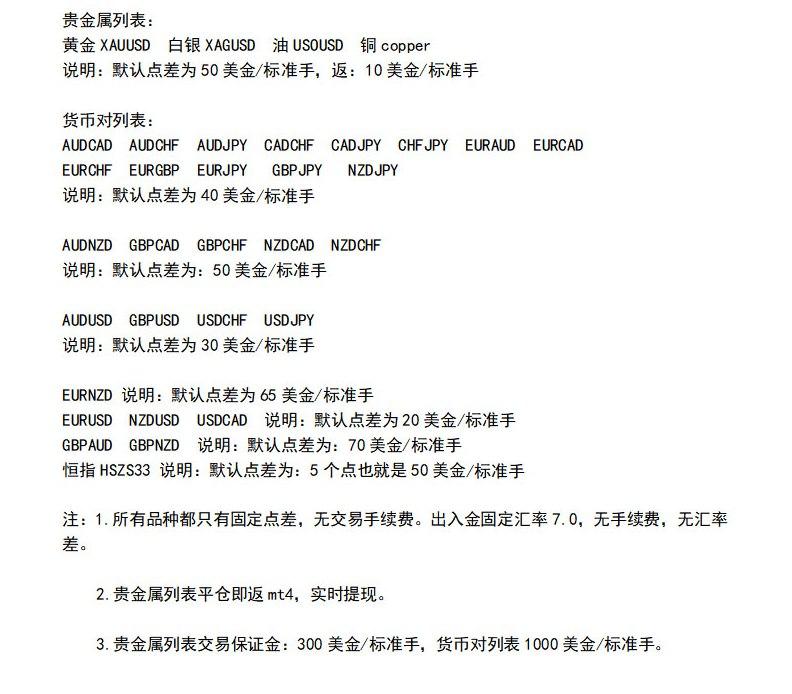 贵金属列表：
黄金 XAUUSD 白银 XAGUSD 油 USOUSD 铜 copper
说明：默认点差为 50 美金/标准手，返：10 美金/标准手
货币对列表：
AUDCAD AUDCHF AUDJPY CADCHF CADJPY CHFJPY EURAUD EURCAD
EURCHF EURGBP EURJPY GBPJPY NZDJPY
说明：默认点差为 40 美金/标准手
AUDNZD GBPCAD GBPCHF NZDCAD NZDCHF
说明：默认点差为：50 美金/标准手
AUDUSD GBPUSD USDCHF USDJPY
说明：默认点差为 30 美金/标准手
EURNZD 说明：默认点差为 65 美金/标准手
EURUSD NZDUSD USDCAD 说明：默认点差为 20 美金/标准手
GBPAUD GBPNZD 说明：默认点差为：70 美金/标准手
恒指 HSZS33 说明：默认点差为：5 个点也就是 50 美金/标准手
注：1.所有品种都只有固定点差，无交易手续费。出入金固定汇率 7.0，无手续费，无汇率
差。
2.贵金属列表平仓即返 mt4，实时提现。
3.贵金属列表交易保证金：300 美金/标准手，货币对列表 1000 美金/标准手。